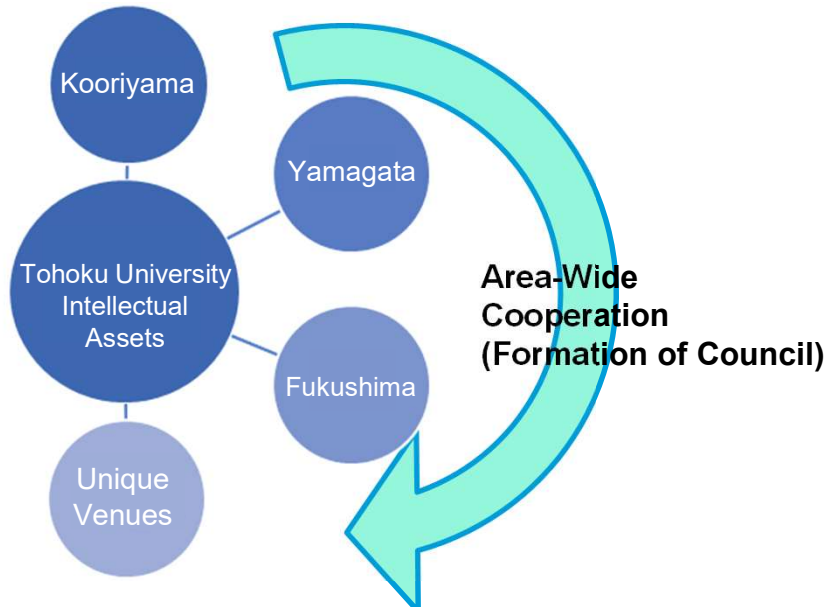 Kooriyama
Yamagata
Tohoku University
Intellectual
Assets
Area-Wide
Cooperation
(Formation of Council)
Fukushima
Unique
Venues